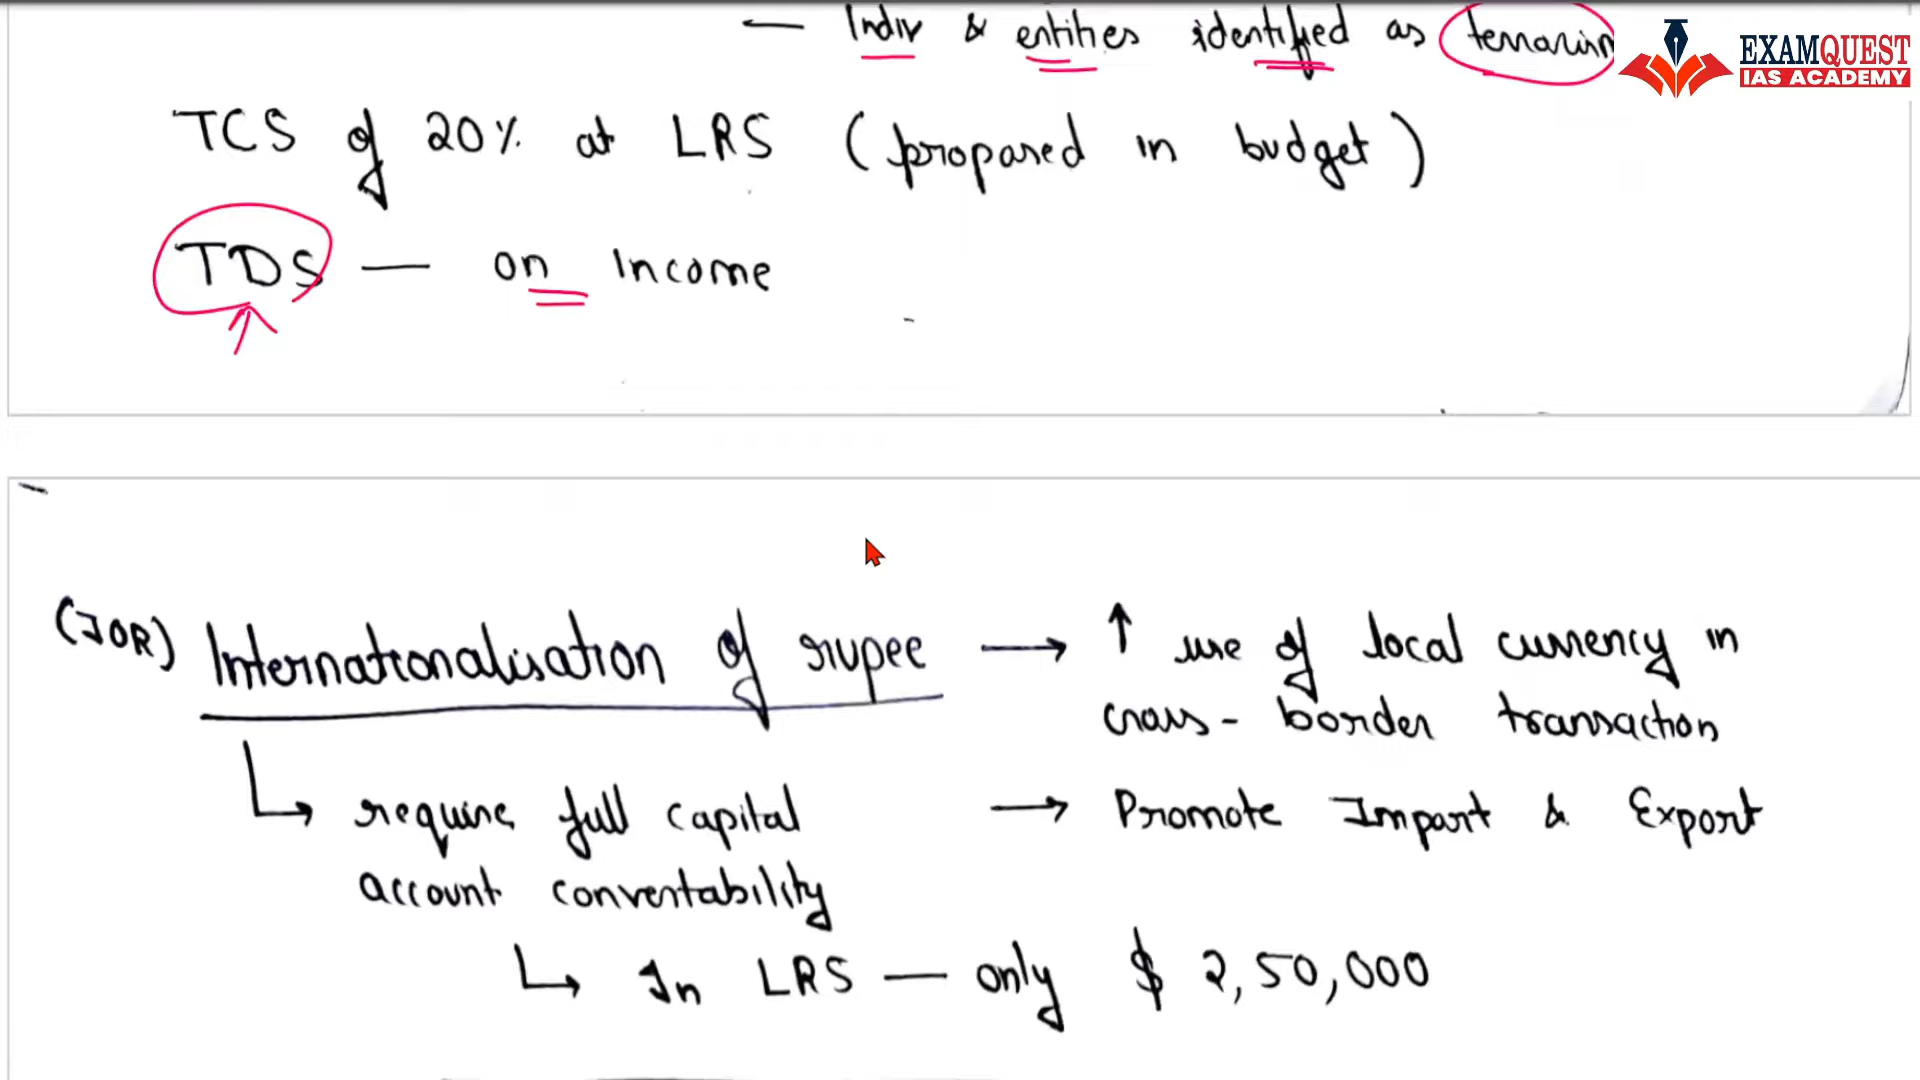 — Indiv & entities identified as terrorism
EXAMQUEST
IAS ACADEMY
TCS of 20% at LRS (proposed in budget)
TDS — on Income
(IOR) Internationalisation of rupee → ↑ use of local currency in
cross-border transaction
↳ require full capital → Promote Import & Export
account convertability
↳ In LRS — only $ 2,50,000